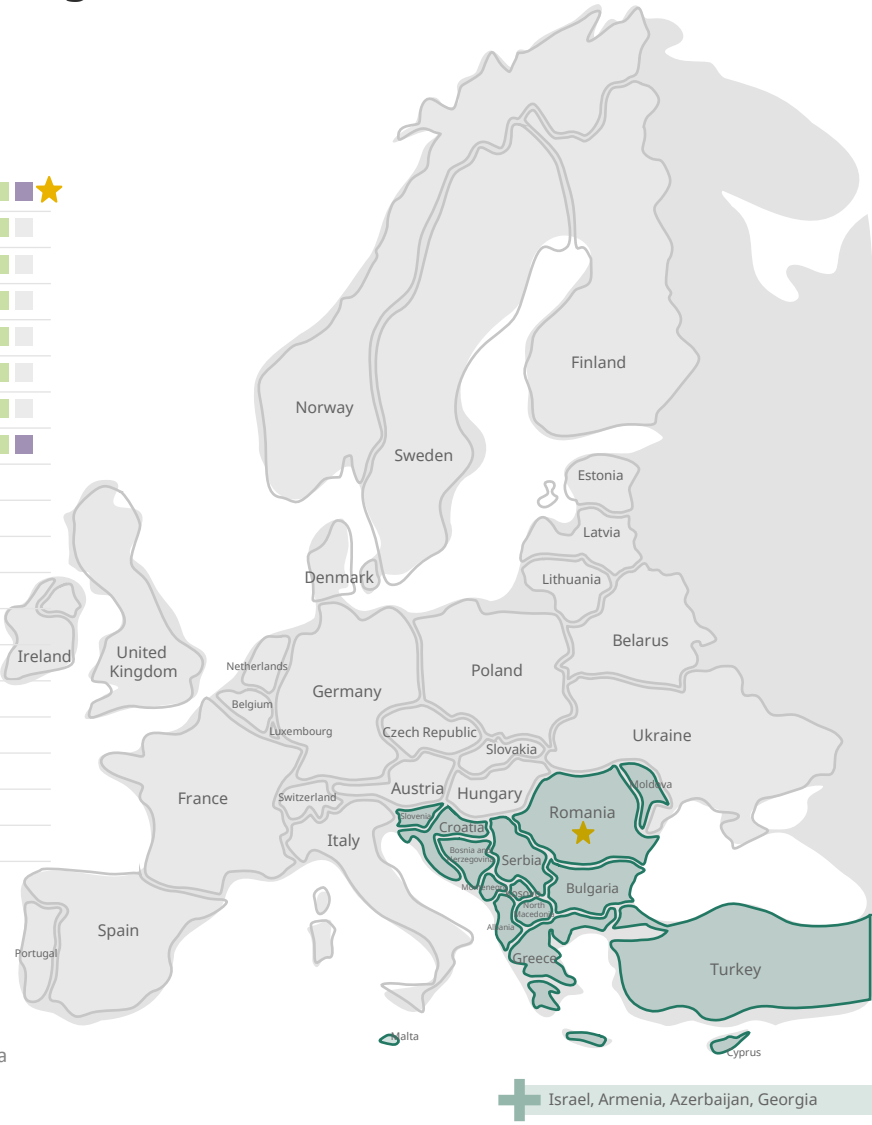 Finland
Norway
Sweden
Estonia
Latvia
Denmark
Lithuania
Ireland
United
Kingdom
Belarus
Netherlands
Poland
Germany
Belgium
Luxembourg
Czech Republic
Ukraine
Slovakia
Moldova
Austria
Hungary
Switzerland
France
Romania
Slovenia
Croatia
Italy
Bosnia and
Herzegovina
Serbia
Montenegro
Kosovo
Bulgaria
North
Macedonia
Albania
Spain
Portugal
Greece
Turkey
Malta
Cyprus
a
Israel, Armenia, Azerbaijan, Georgia